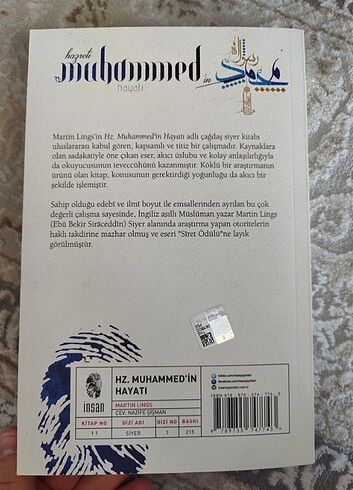 hazreti
muhammed in
hayatı
Martin Lings'in Hz. Muhammed'in Hayatı adlı çağdaş siyer kitabı
uluslararası kabul gören, kapsamlı ve titiz bir çalışmadır. Kaynaklara
olan sadakatiyle öne çıkan eser, akıcı üslubu ve kolay anlaşılırlığıyla
da okuyucusunun teveccühünü kazanmıştır. Köklü bir araştırmanın
ürünü olan kitap, konusunun gerektirdiği yoğunluğu da akıcı bir
şekilde işlemiştir.
Sahip olduğu edebî ve ilmî boyut ile emsallerinden ayrılan bu çok
değerli çalışma sayesinde, İngiliz asıllı Müslüman yazar Martin Lings
(Ebû Bekir Sirâceddîn) Siyer alanında araştırma yapan otoritelerin
haklı takdirine mazhar olmuş ve eseri "Sîret Ödülü"ne layık
görülmüştür.
insan
HZ. MUHAMMED'İN
HAYATI
MARTIN LINGS
ÇEV. NAZİFE ŞİŞMAN
KİTAP NO DİZİ ADI DİZİ NO BASKI
11 SİYER 1 215